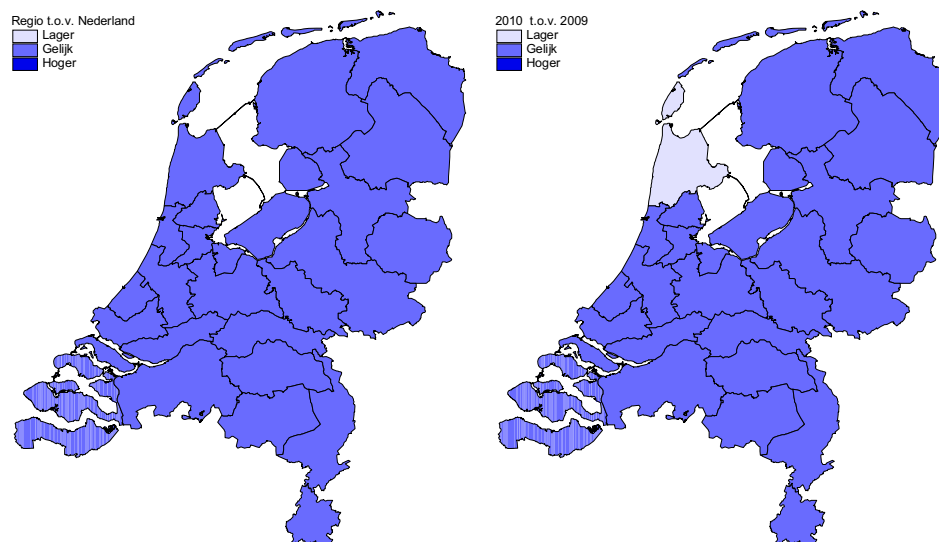 Regio t.o.v. Nederland
Lager
Gelijk
Hoger
2010 t.o.v. 2009
Lager
Gelijk
Hoger